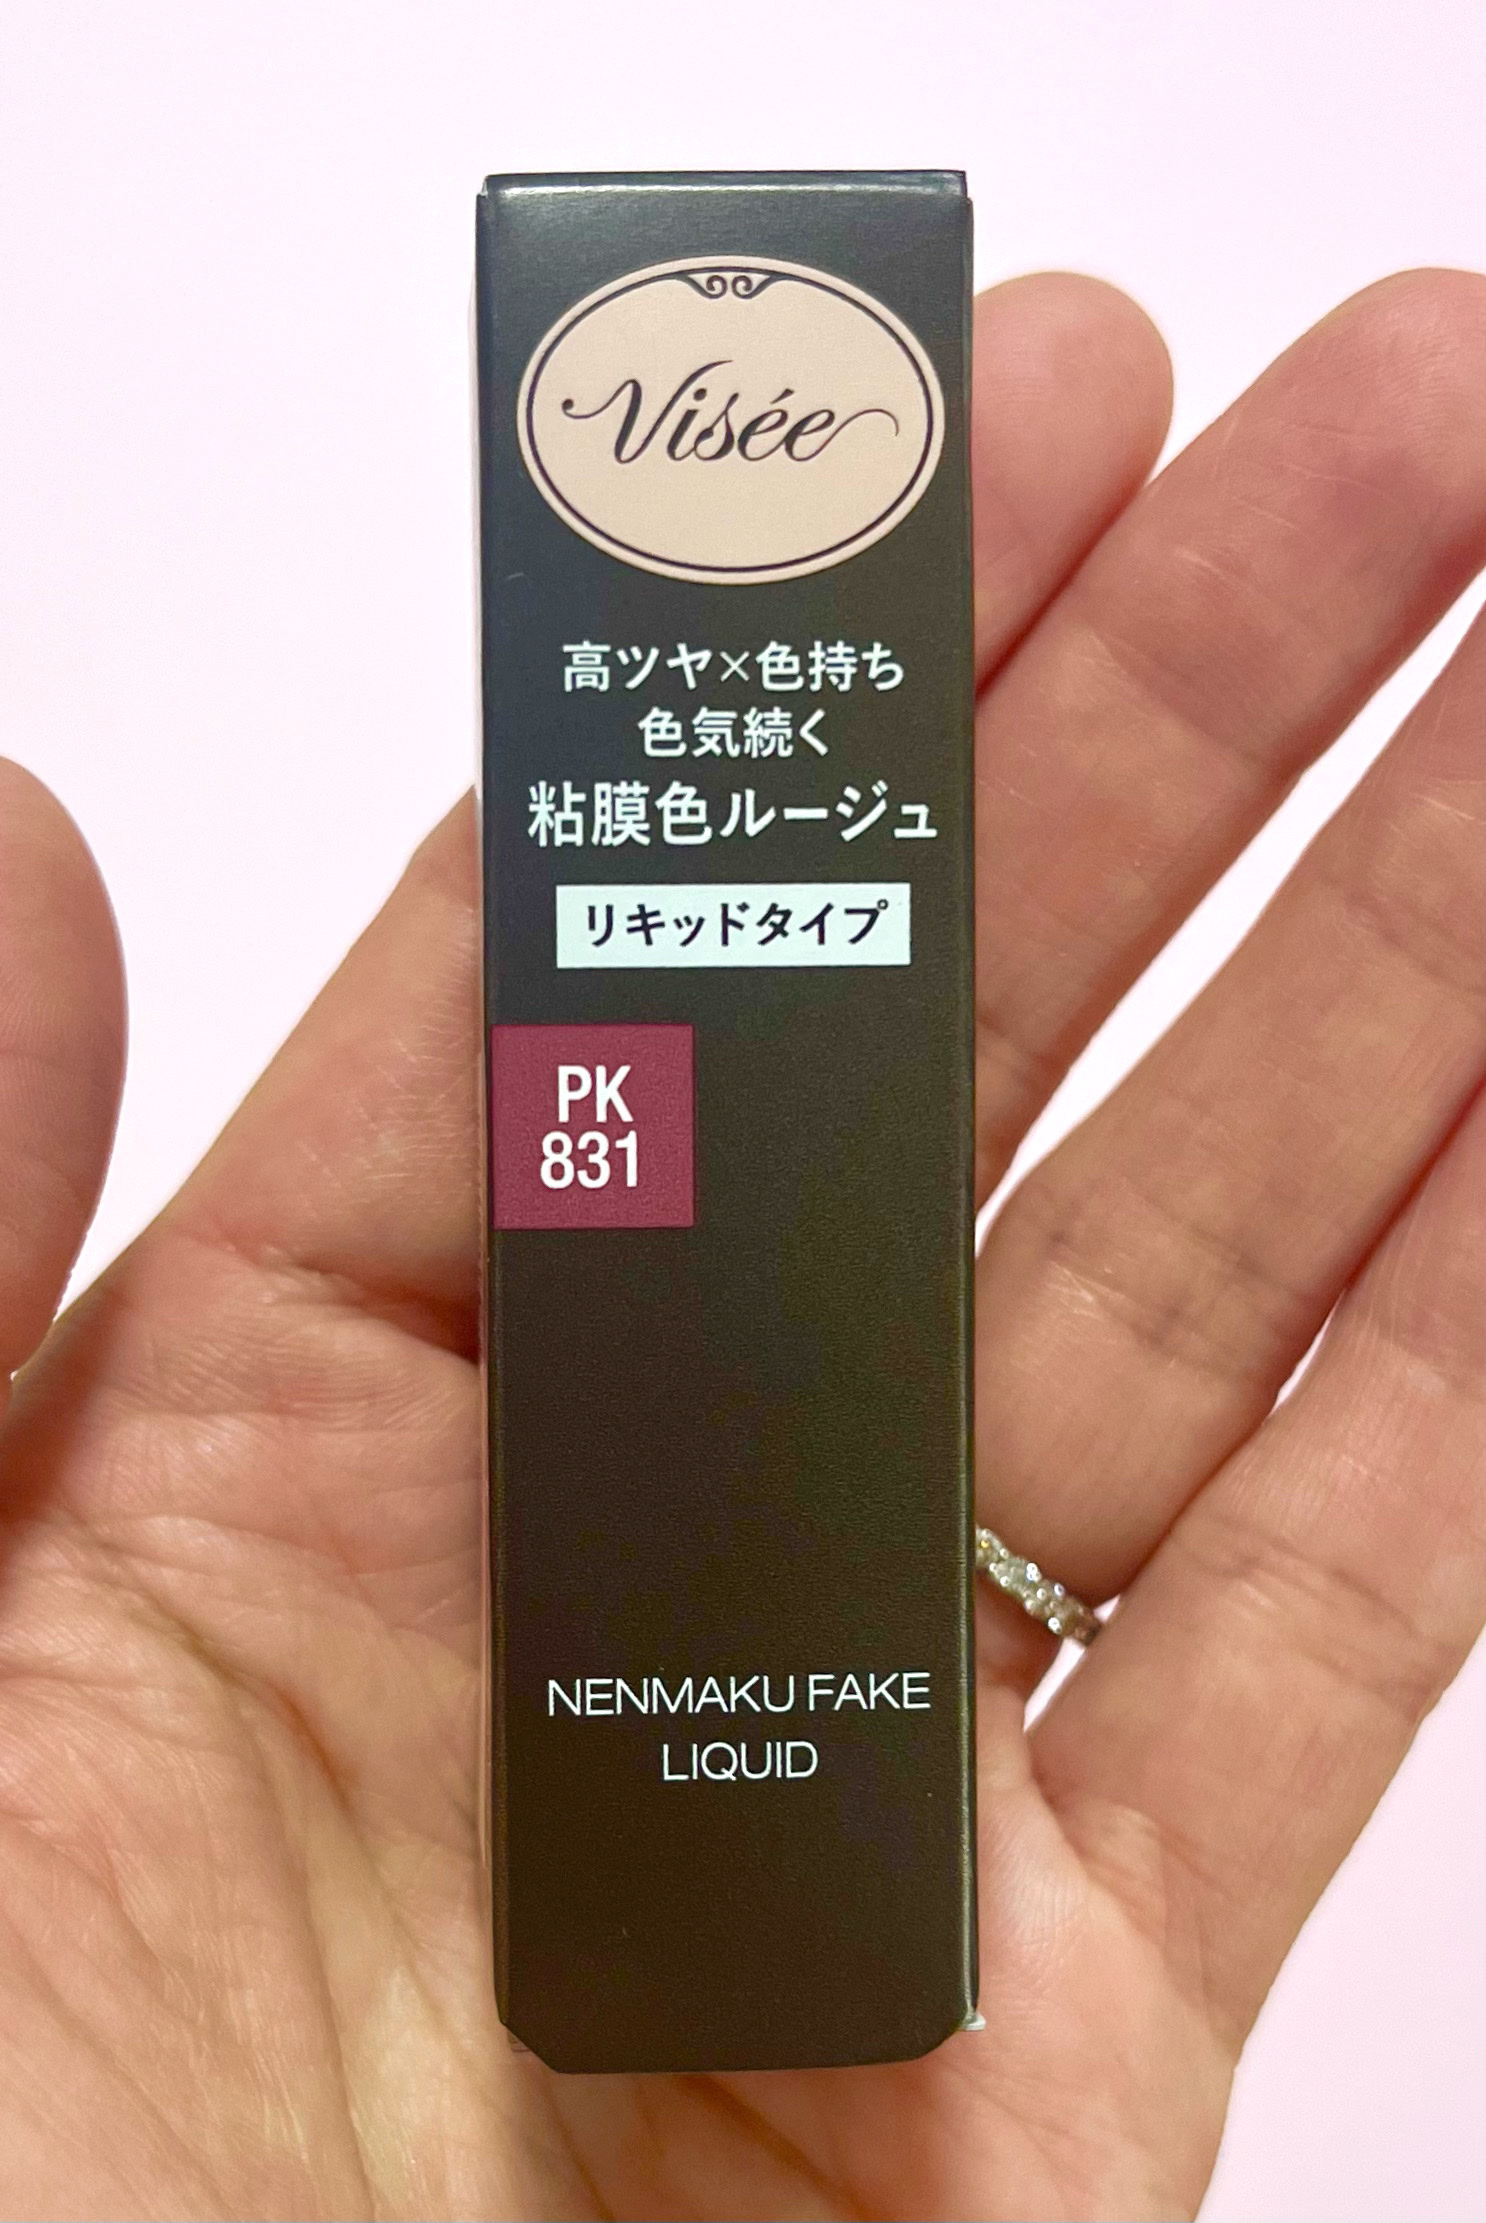 Visée
高ツヤ×色持ち
色気続く
粘膜色ルージュ
リキッドタイプ
PK
831
NENMAKU FAKE
LIQUID